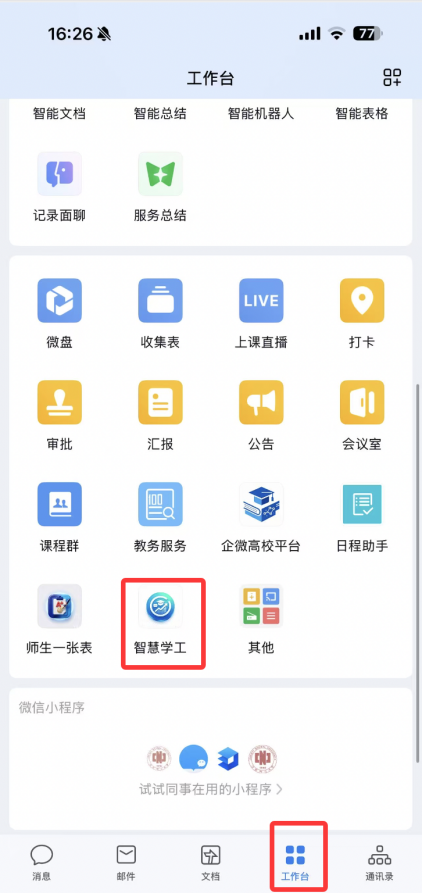 16:26
77
工作台
智能文档 智能总结 智能机器人 智能表格
记录面聊 服务总结
LIVE
微盘 收集表 上课直播 打卡
审批 汇报 公告 会议室
课程群 教务服务 企微高校平台 日程助手
师生一张表 智慧学工 其他
微信小程序
试试同事在用的小程序
消息 邮件 文档 工作台 通讯录